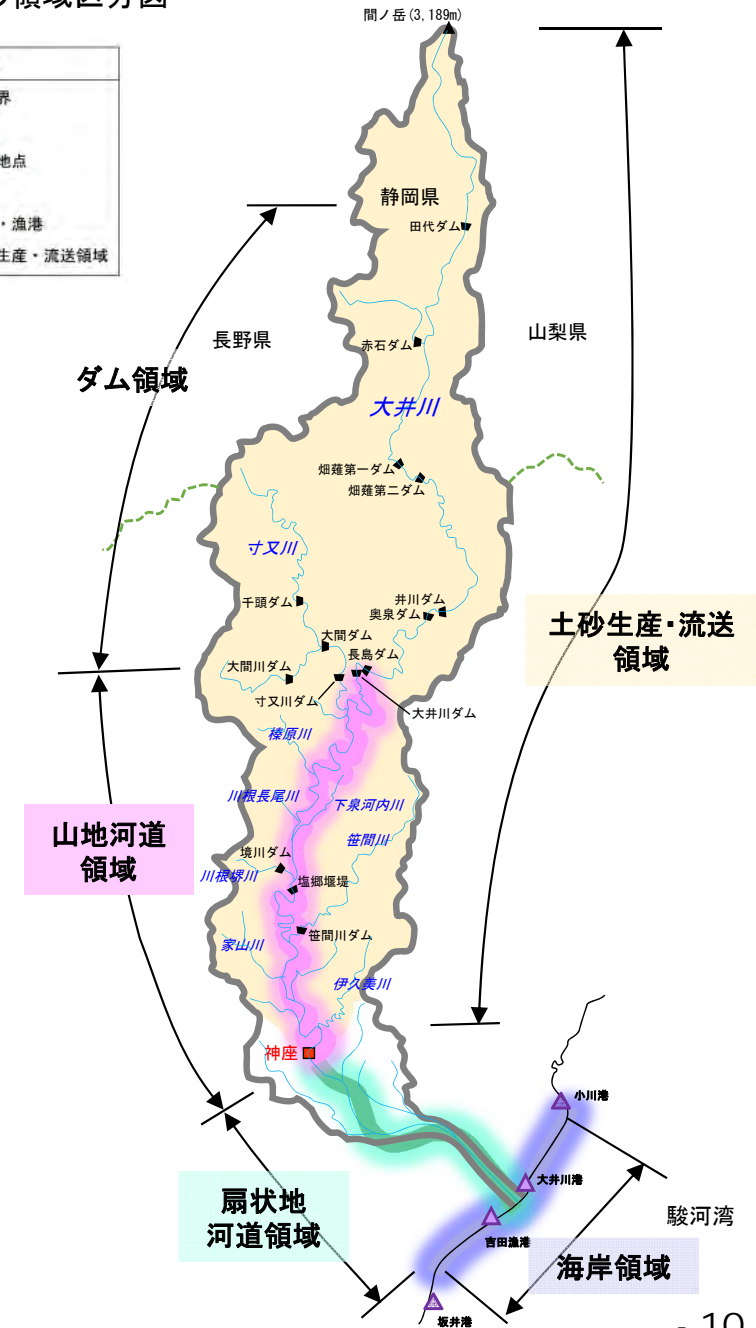 領域区分図
間ノ岳(3,189m)
界
地点
・漁港
生産・流送領域
静岡県
田代ダム
長野県
山梨県
赤石ダム
ダム領域
大井川
畑薙第一ダム
畑薙第二ダム
寸又川
千頭ダム
井川ダム
奥泉ダム
土砂生産・流送
領域
大間ダム
長島ダム
大間川ダム
寸又川ダム
大井川ダム
榛原川
川根長尾川
下泉河内川
山地河道
領域
笹間川
境川ダム
川根堺川
塩郷堰堤
笹間川ダム
家山川
伊久美川
神座
小川港
扇状地
河道領域
大井川港
駿河湾
吉田漁港
海岸領域
坂井港
- 10